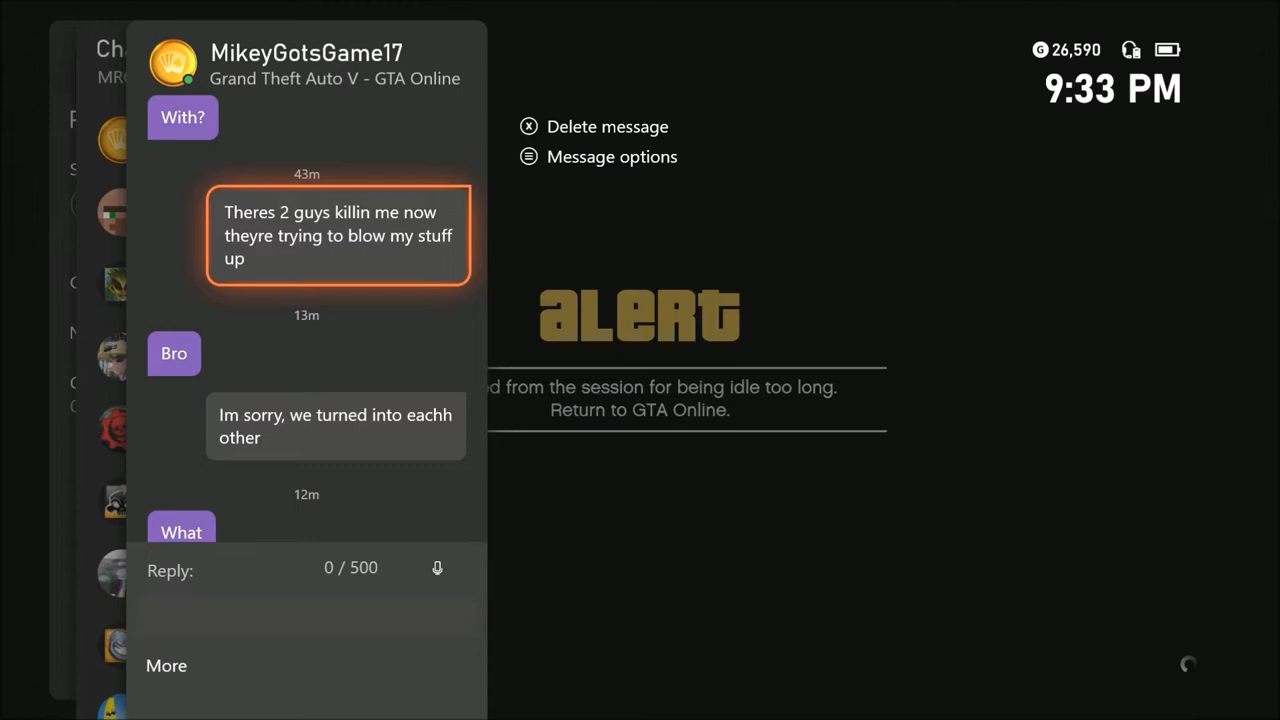 Ch
MRC
P
S
C
N
C
MikeyGotsGame17
Grand Theft Auto V - GTA Online
With?
43m
Theres 2 guys killin me now
theyre trying to blow my stuff
up
13m
Bro
Im sorry, we turned into eachh
other
12m
What
Reply:
0 / 500
More
Delete message
Message options
G 26,590
9:33 PM
alert
ed from the session for being idle too long.
Return to GTA Online.